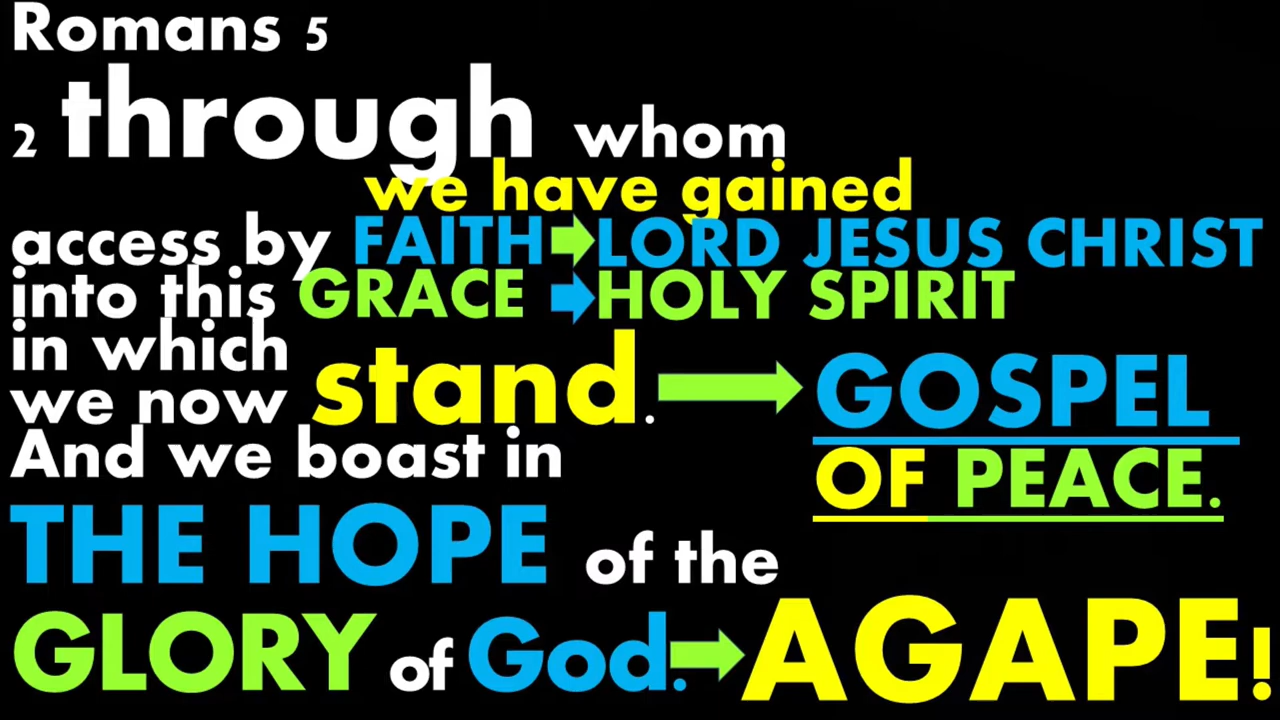 Romans 5
2 through whom
we have gained
access by FAITH LORD JESUS CHRIST
into this GRACE HOLY SPIRIT
in which
we now stand. GOSPEL
And we boast in OF PEACE.
THE HOPE of the
GLORY of God. AGAPE!